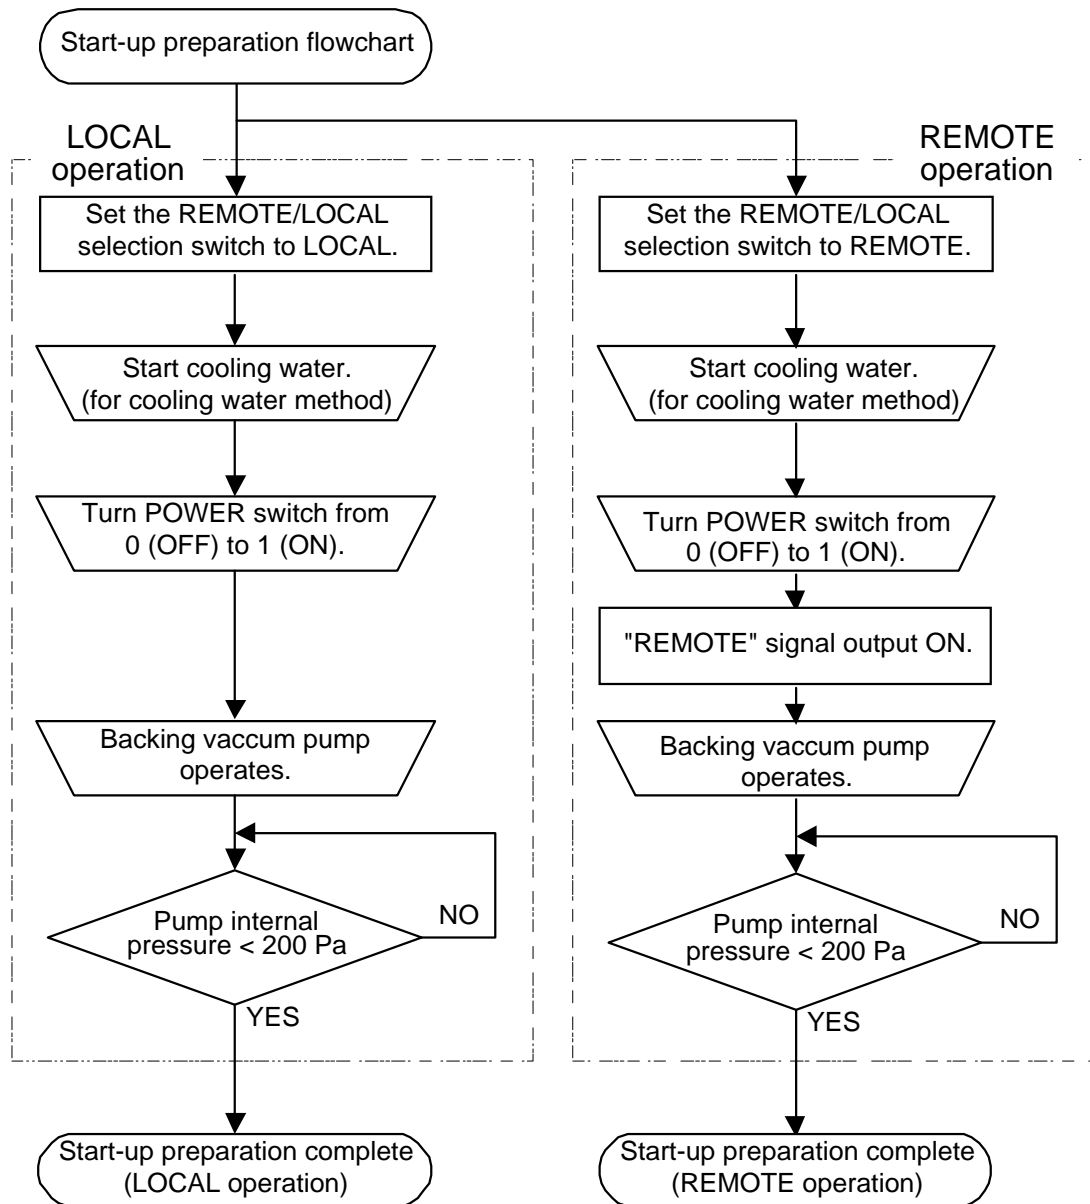 Start-up preparation flowchart
LOCAL
operation
Set the REMOTE/LOCAL
selection switch to LOCAL.
Start cooling water.
(for cooling water method)
Turn POWER switch from
0 (OFF) to 1 (ON).
Backing vaccum pump
operates.
Pump internal
pressure < 200 Pa
NO
YES
Start-up preparation complete
(LOCAL operation)
REMOTE
operation
Set the REMOTE/LOCAL
selection switch to REMOTE.
Start cooling water.
(for cooling water method)
Turn POWER switch from
0 (OFF) to 1 (ON).
"REMOTE" signal output ON.
Backing vaccum pump
operates.
Pump internal
pressure < 200 Pa
NO
YES
Start-up preparation complete
(REMOTE operation)